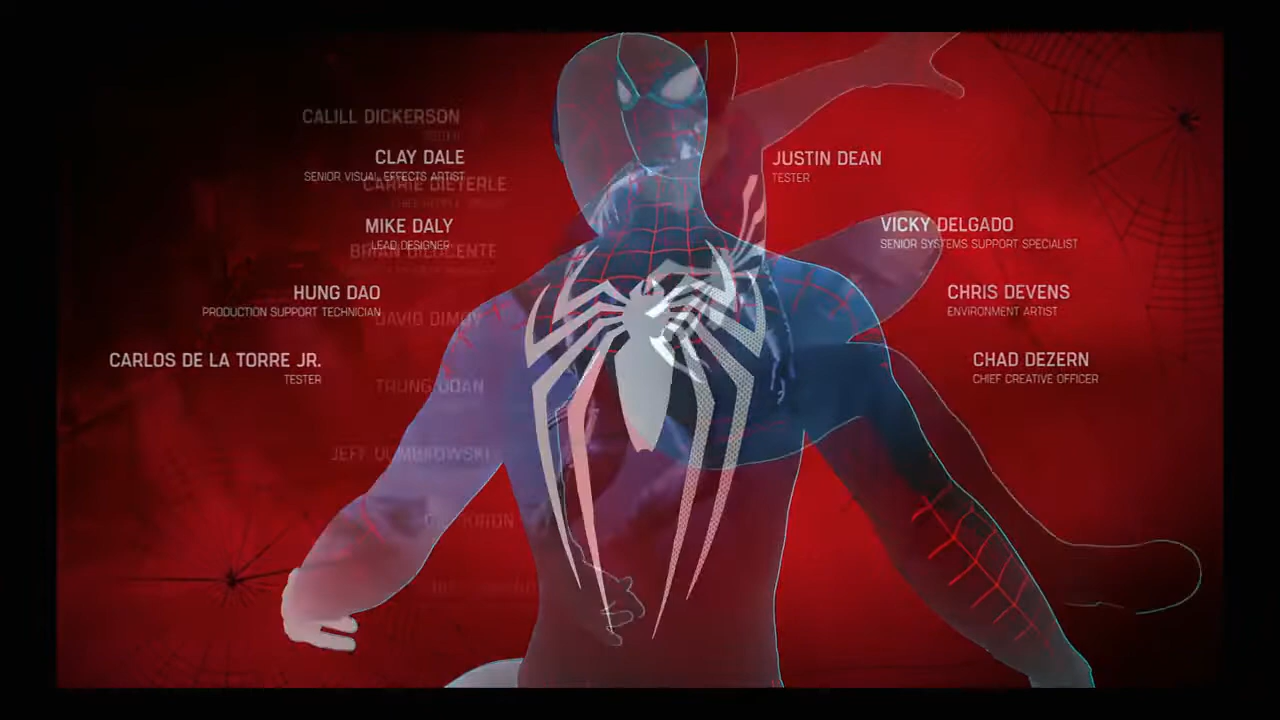 CALILL DICKERSON
CLAY DALE
SENIOR VISUAL EFFECTS ARTIST
CARRIE DIETERLE
MIKE DALY
LEAD DESIGNER
HUNG DAO
PRODUCTION SUPPORT TECHNICIAN
DAVID
CARLOS DE LA TORRE JR.
TESTER
TRUNG
JEFF DOMBROWSKI
JUSTIN DEAN
TESTER
VICKY DELGADO
SENIOR SYSTEMS SUPPORT SPECIALIST
CHRIS DEVENS
ENVIRONMENT ARTIST
CHAD DEZERN
CHIEF CREATIVE OFFICER